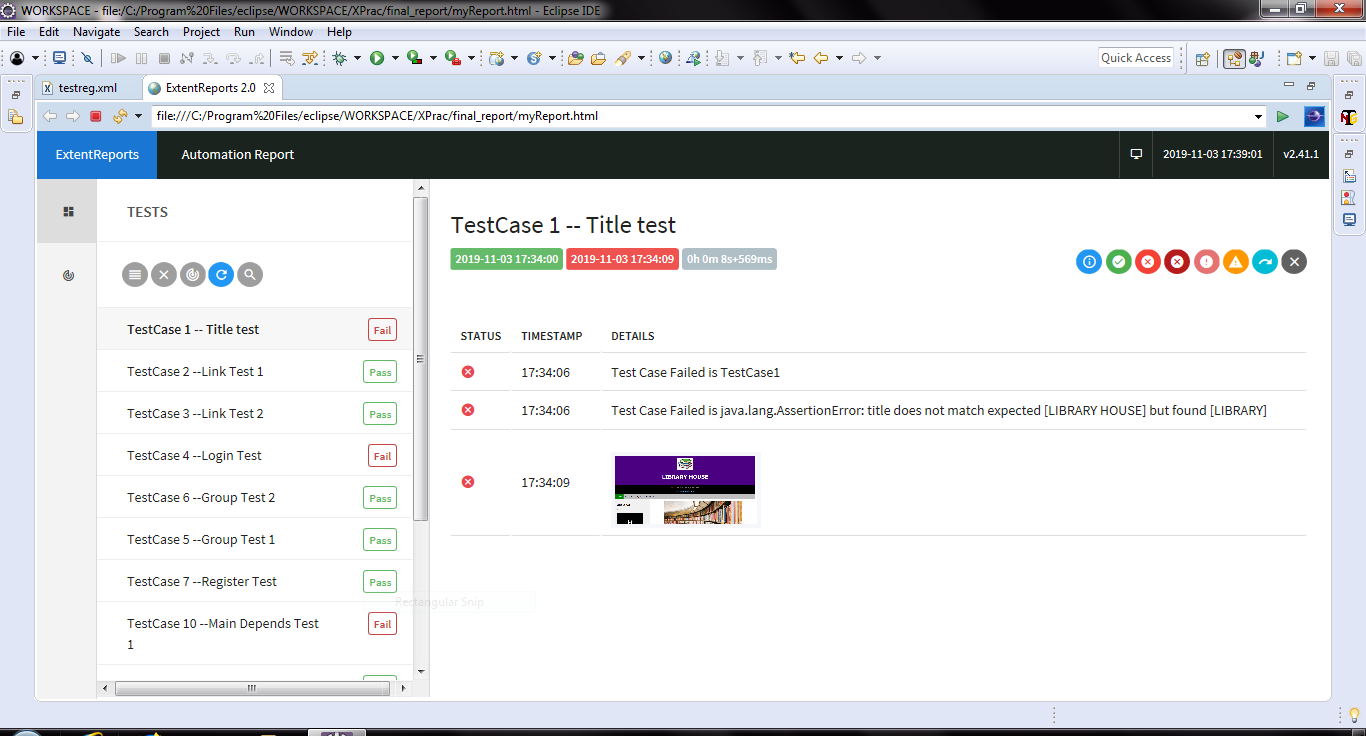 WORKSPACE - file:/C:/Program%20Files/eclipse/WORKSPACE/XPrac/final_report/myReport.html - Eclipse IDE
File Edit Navigate Search Project Run Window Help
Quick Access
testreg.xml
ExtentReports 2.0
file:///C:/Program%20Files/eclipse/WORKSPACE/XPrac/final_report/myReport.html
ExtentReports
Automation Report
2019-11-03 17:39:01
v2.41.1
TESTS
TestCase 1 -- Title test Fail
TestCase 2 --Link Test 1 Pass
TestCase 3 --Link Test 2 Pass
TestCase 4 --Login Test Fail
TestCase 6 --Group Test 2 Pass
TestCase 5 --Group Test 1 Pass
TestCase 7 --Register Test Pass
TestCase 10 --Main Depends Test Fail
1
TestCase 1 -- Title test
2019-11-03 17:34:00 2019-11-03 17:34:09 0h 0m 8s+569ms
STATUS TIMESTAMP DETAILS
17:34:06 Test Case Failed is TestCase1
17:34:06 Test Case Failed is java.lang.AssertionError: title does not match expected [LIBRARY HOUSE] but found [LIBRARY]
17:34:09
LIBRARY HOUSE
H
Rectangular Snip